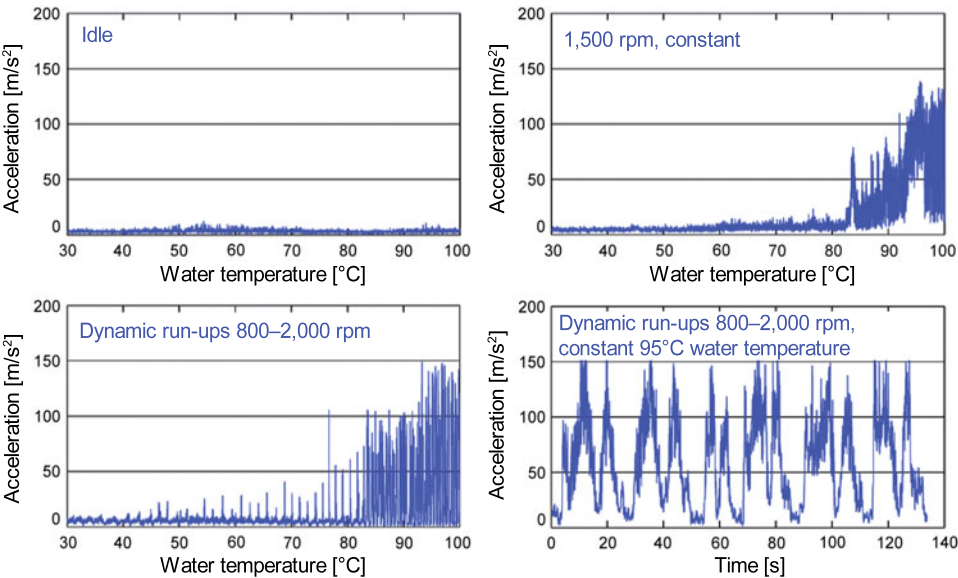 200
150
100
50
0
Acceleration [m/s²]
Idle
30 40 50 60 70 80 90 100
Water temperature [°C]
200
150
100
50
0
Acceleration [m/s²]
1,500 rpm, constant
30 40 50 60 70 80 90 100
Water temperature [°C]
200
150
100
50
0
Acceleration [m/s²]
Dynamic run-ups 800–2,000 rpm
30 40 50 60 70 80 90 100
Water temperature [°C]
200
150
100
50
0
Acceleration [m/s²]
Dynamic run-ups 800–2,000 rpm,
constant 95°C water temperature
0 20 40 60 80 100 120 140
Time [s]